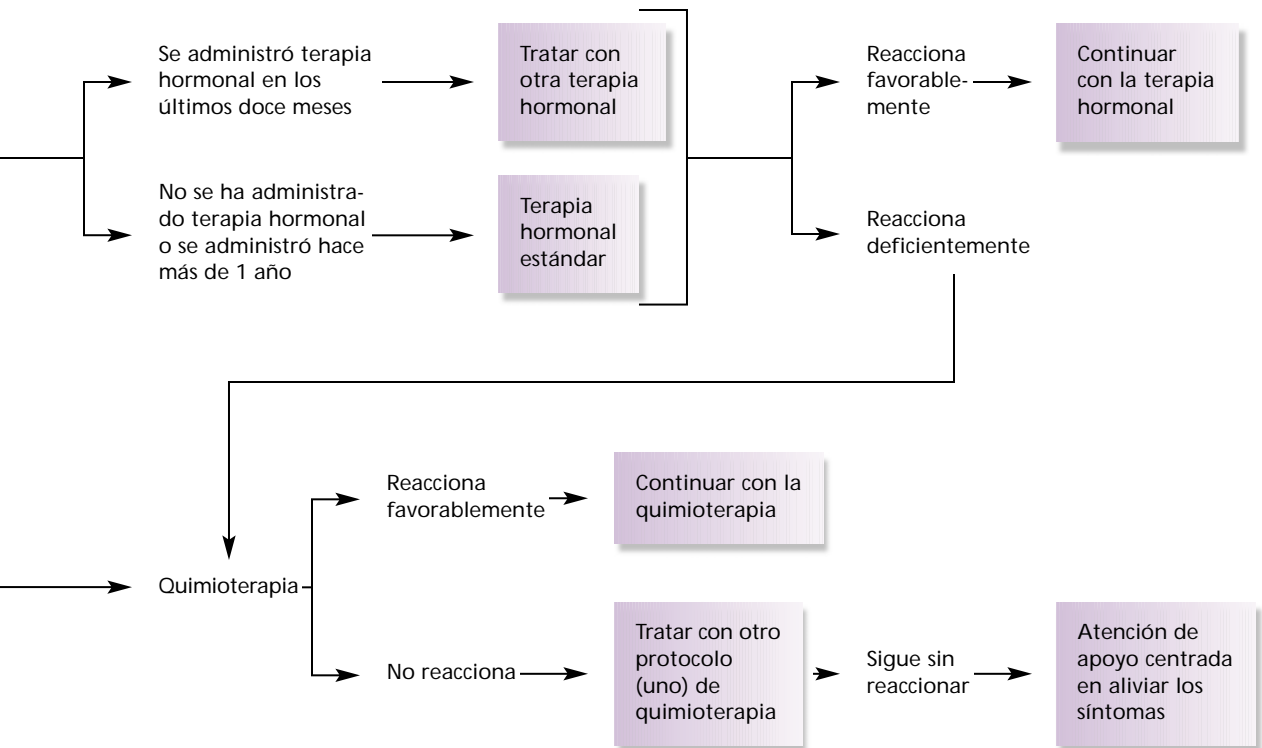 Se administró terapia
hormonal en los
últimos doce meses
Tratar con
otra terapia
hormonal
Reacciona
favorable-
mente
Continuar
con la terapia
hormonal
No se ha administra-
do terapia hormonal
o se administró hace
más de 1 año
Terapia
hormonal
estándar
Reacciona
deficientemente
Quimioterapia
Reacciona
favorablemente
Continuar con la
quimioterapia
No reacciona
Tratar con otro
protocolo
(uno) de
quimioterapia
Sigue sin
reaccionar
Atención de
apoyo centrada
en aliviar los
síntomas